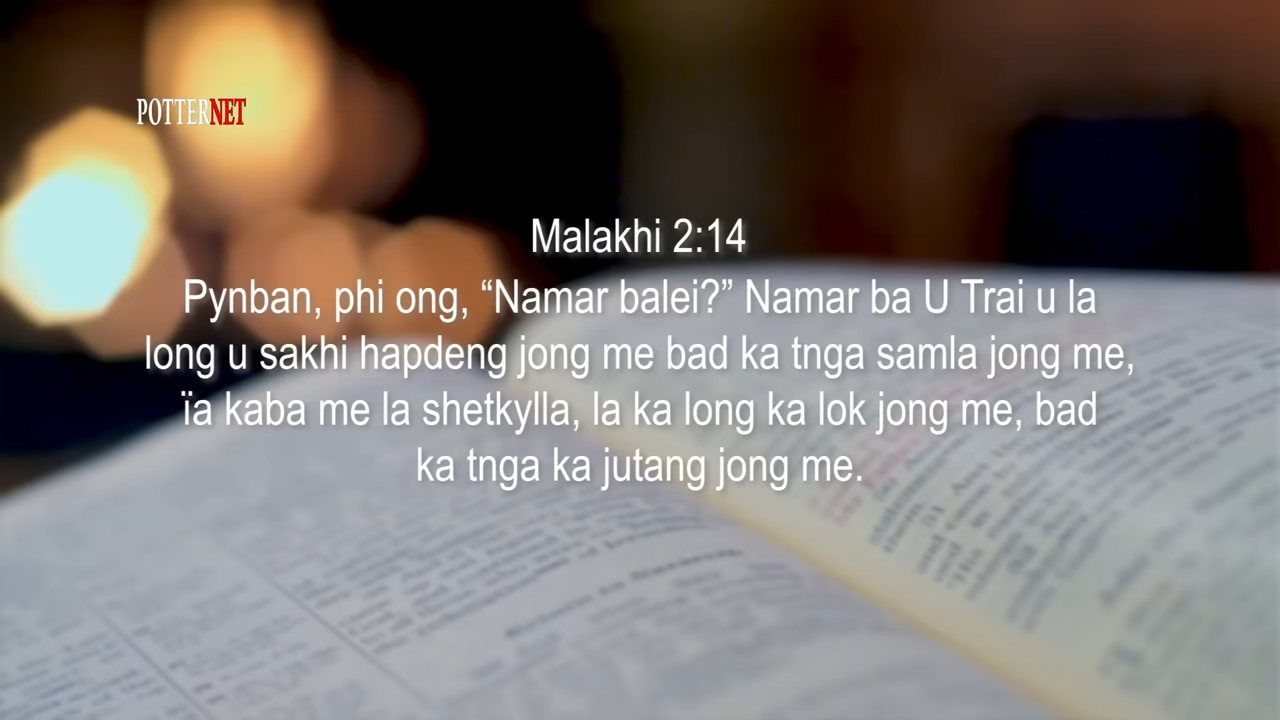 POTTERNET
Malakhi 2:14
Pynban, phi ong, “Namar balei?” Namar ba U Trai u la
long u sakhi hapdeng jong me bad ka tnga samla jong me,
ïa kaba me la shetkylla, la ka long ka lok jong me, bad
ka tnga ka jutang jong me.